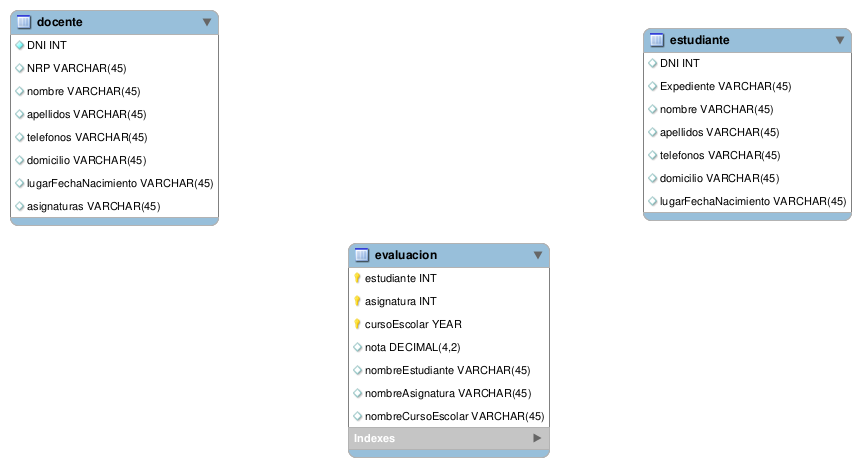 docente
DNI INT
NRP VARCHAR(45)
nombre VARCHAR(45)
apellidos VARCHAR(45)
telefonos VARCHAR(45)
domicilio VARCHAR(45)
lugarFechaNacimiento VARCHAR(45)
asignaturas VARCHAR(45)
estudiante
DNI INT
Expediente VARCHAR(45)
nombre VARCHAR(45)
apellidos VARCHAR(45)
telefonos VARCHAR(45)
domicilio VARCHAR(45)
lugarFechaNacimiento VARCHAR(45)
evaluacion
estudiante INT
asignatura INT
cursoEscolar YEAR
nota DECIMAL(4,2)
nombreEstudiante VARCHAR(45)
nombreAsignatura VARCHAR(45)
nombreCursoEscolar VARCHAR(45)
Indexes